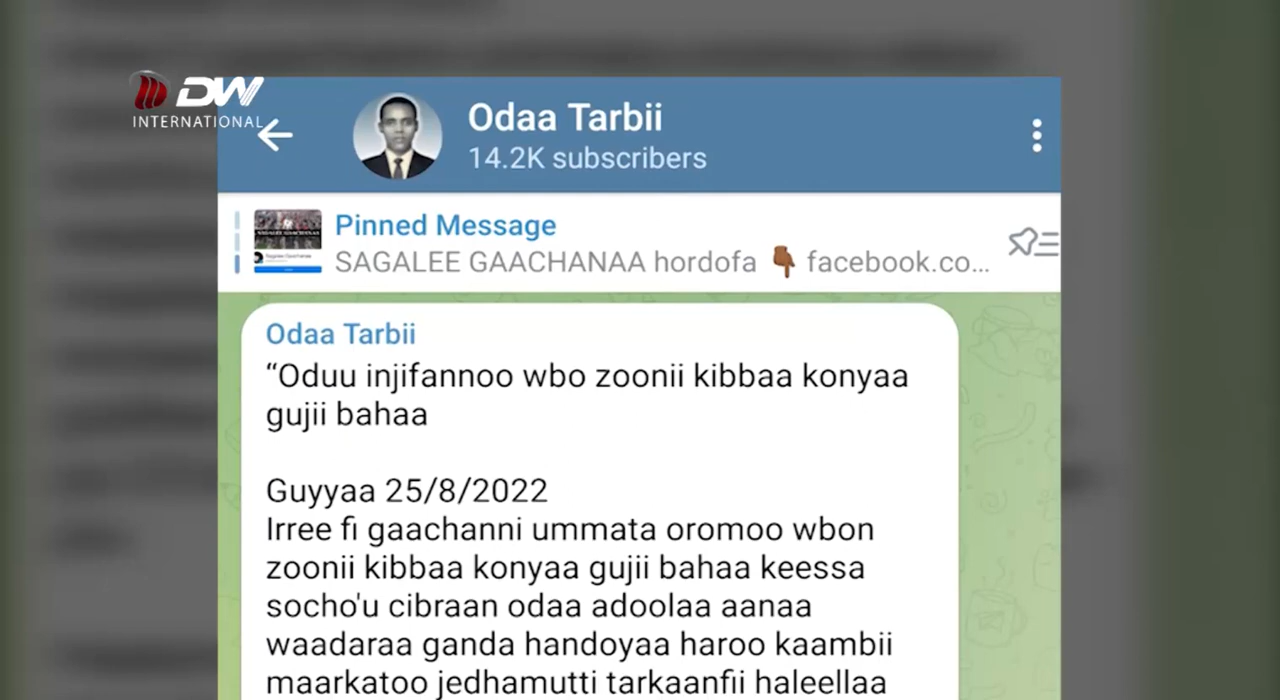 DW
INTERNATIONAL
Odaa Tarbii
14.2K subscribers
Pinned Message
SAGALEE GAACHANAA hordofa 👇🏾 facebook.co...
Odaa Tarbii
“Oduu injifannoo wbo zoonii kibbaa konyaa
gujii bahaa
Guyyaa 25/8/2022
Irree fi gaachanni ummata oromoo wbon
zoonii kibbaa konyaa gujii bahaa keessa
socho'u cibraan odaa adoolaa aanaa
waadaraa ganda handoyaa haroo kaambii
maarkatoo jedhamutti tarkaanfii haleellaa